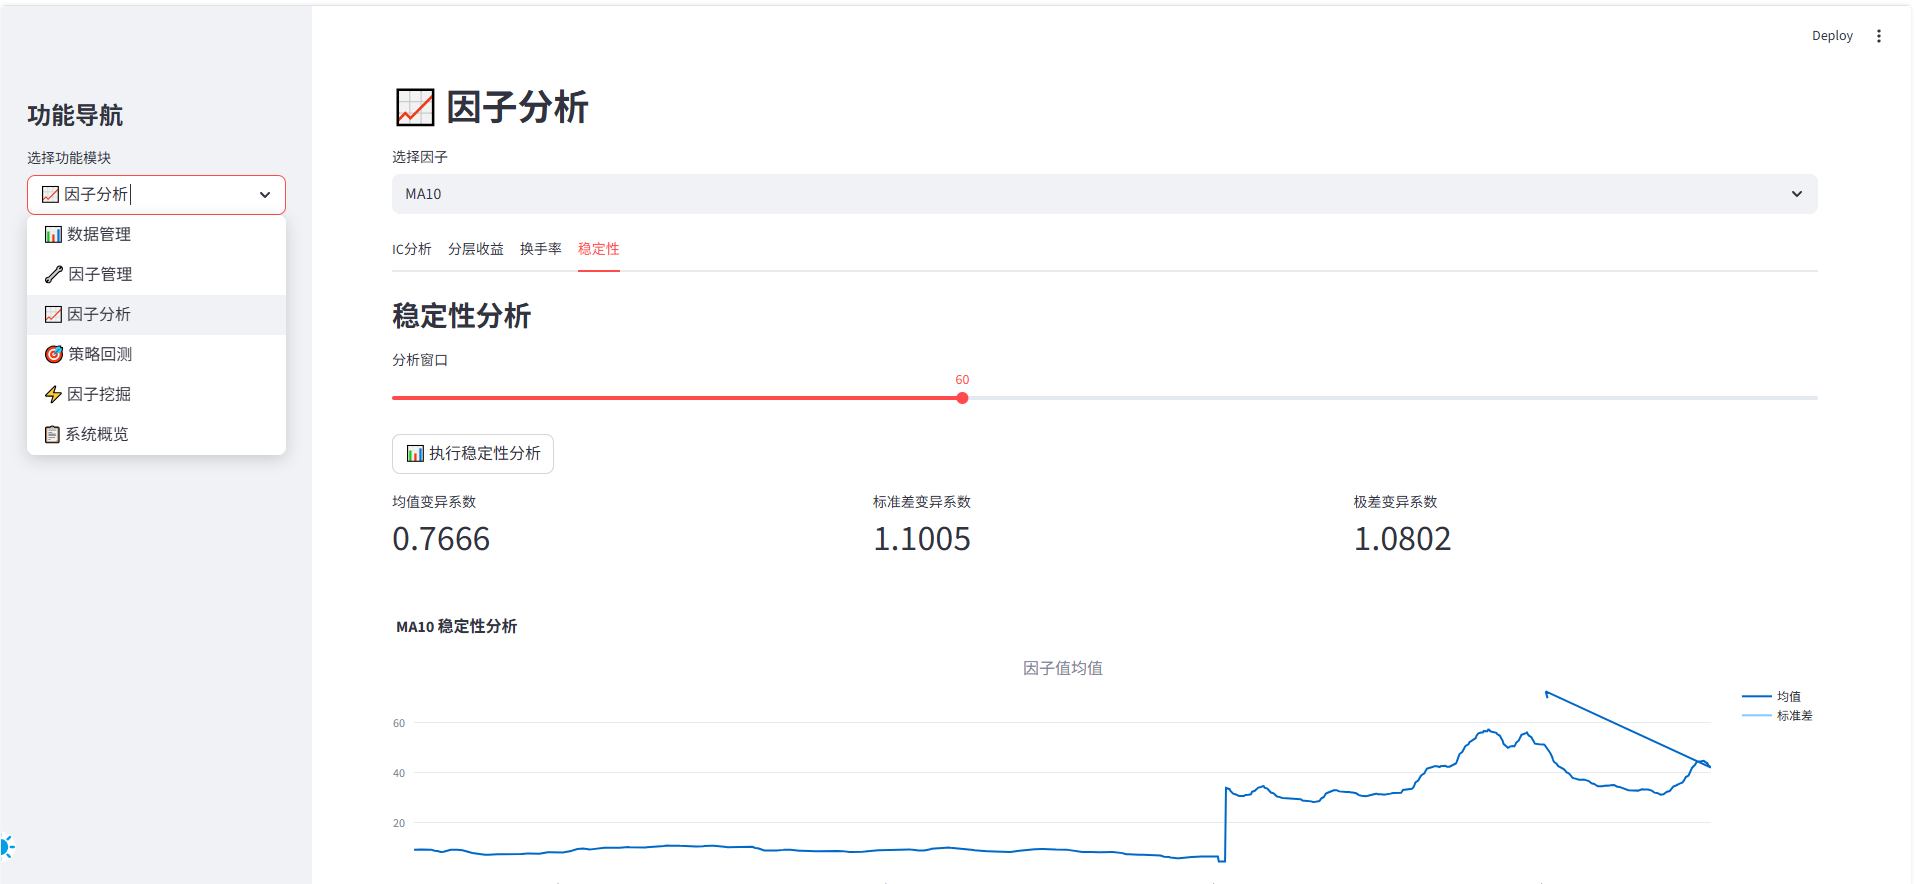 Deploy
功能导航
选择功能模块
因子分析
数据管理
因子管理
因子分析
策略回测
因子挖掘
系统概览
因子分析
选择因子
MA10
IC分析 分层收益 换手率 稳定性
稳定性分析
分析窗口
60
执行稳定性分析
均值变异系数 标准差变异系数 极差变异系数
0.7666 1.1005 1.0802
MA10 稳定性分析
因子值均值
均值
标准差
60
40
20